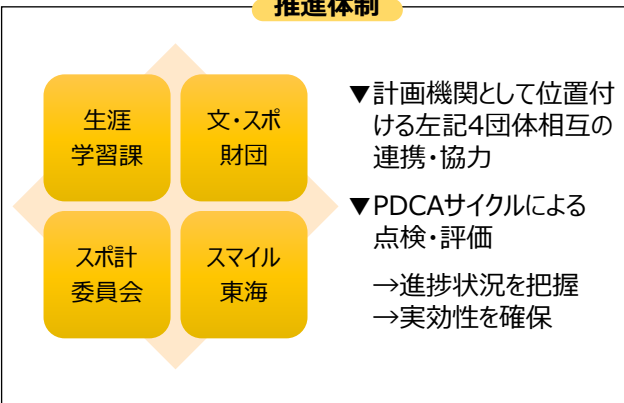 推進体制
生涯
学習課
文・スポ
財団
スポ計
委員会
スマイル
東海
▼計画機関として位置付
ける左記4団体相互の
連携・協力
▼PDCAサイクルによる
点検・評価
→進捗状況を把握
→実効性を確保